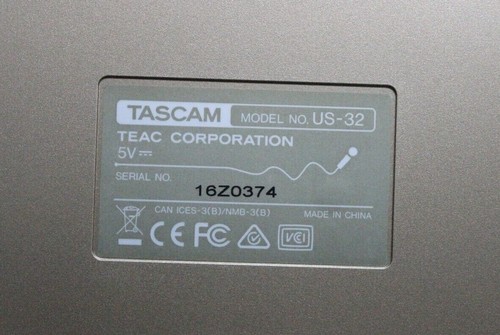 TASCAM MODEL NO. US-32
TEAC CORPORATION
5V⎓
SERIAL NO.
16Z0374
CAN ICES-3(B)/NMB-3(B) MADE IN CHINA
CE FC VCI